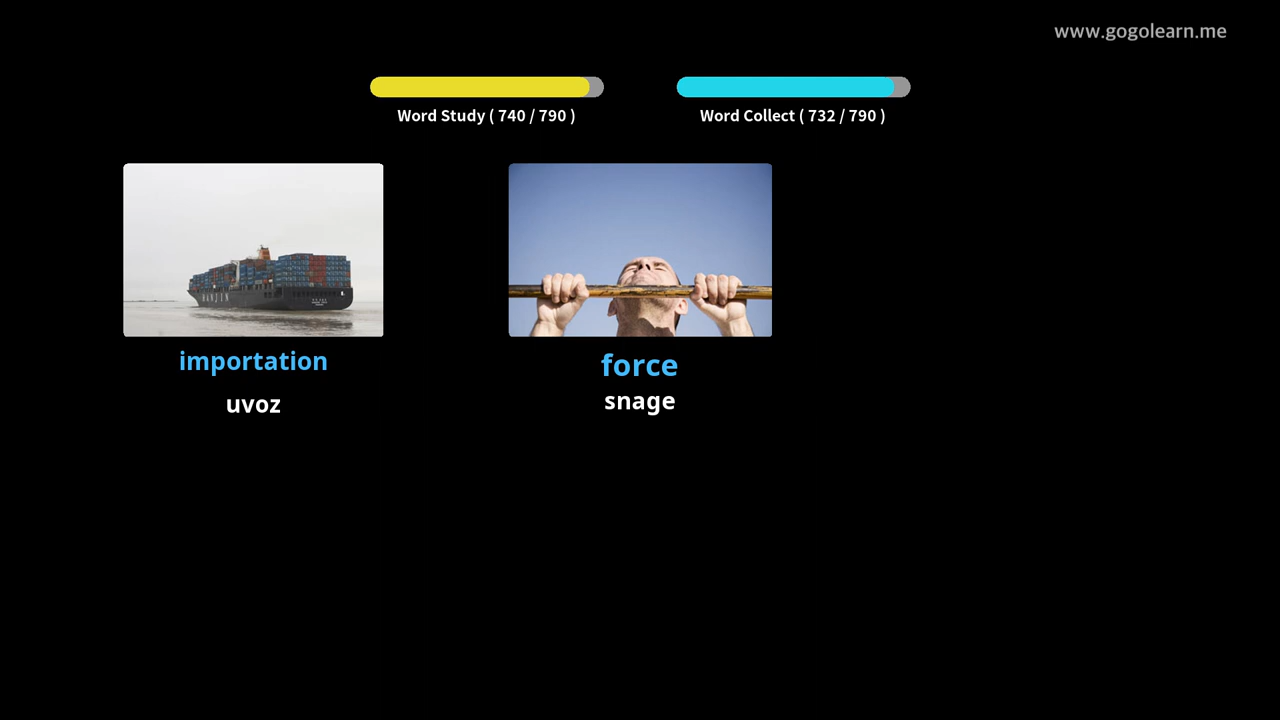 www.gogolearn.me
Word Study ( 740 / 790 )
Word Collect ( 732 / 790 )
importation
uvoz
force
snage